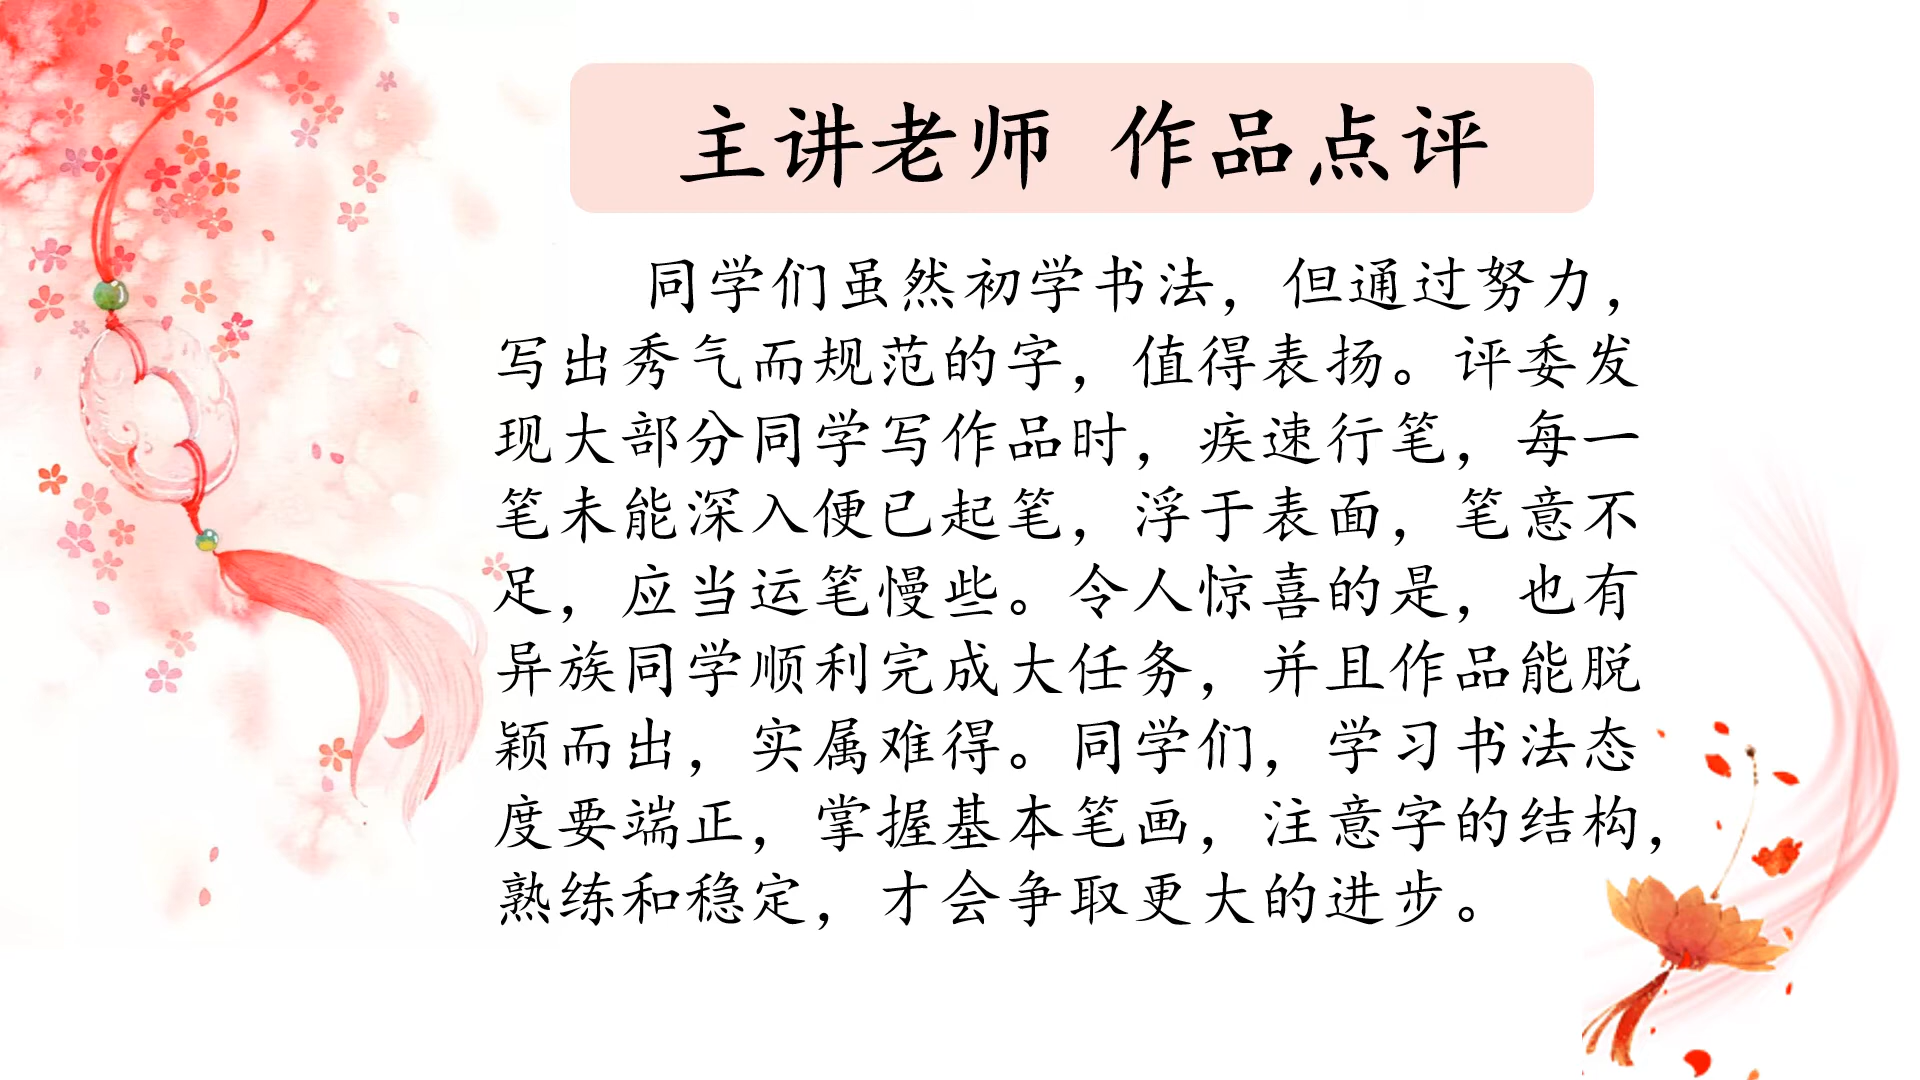 主讲老师 作品点评
同学们虽然初学书法，但通过努力，
写出秀气而规范的字，值得表扬。评委发
现大部分同学写作品时，疾速行笔，每一
笔未能深入便已起笔，浮于表面，笔意不
足，应当运笔慢些。令人惊喜的是，也有
异族同学顺利完成大任务，并且作品能脱
颖而出，实属难得。同学们，学习书法态
度要端正，掌握基本笔画，注意字的结构，
熟练和稳定，才会争取更大的进步。